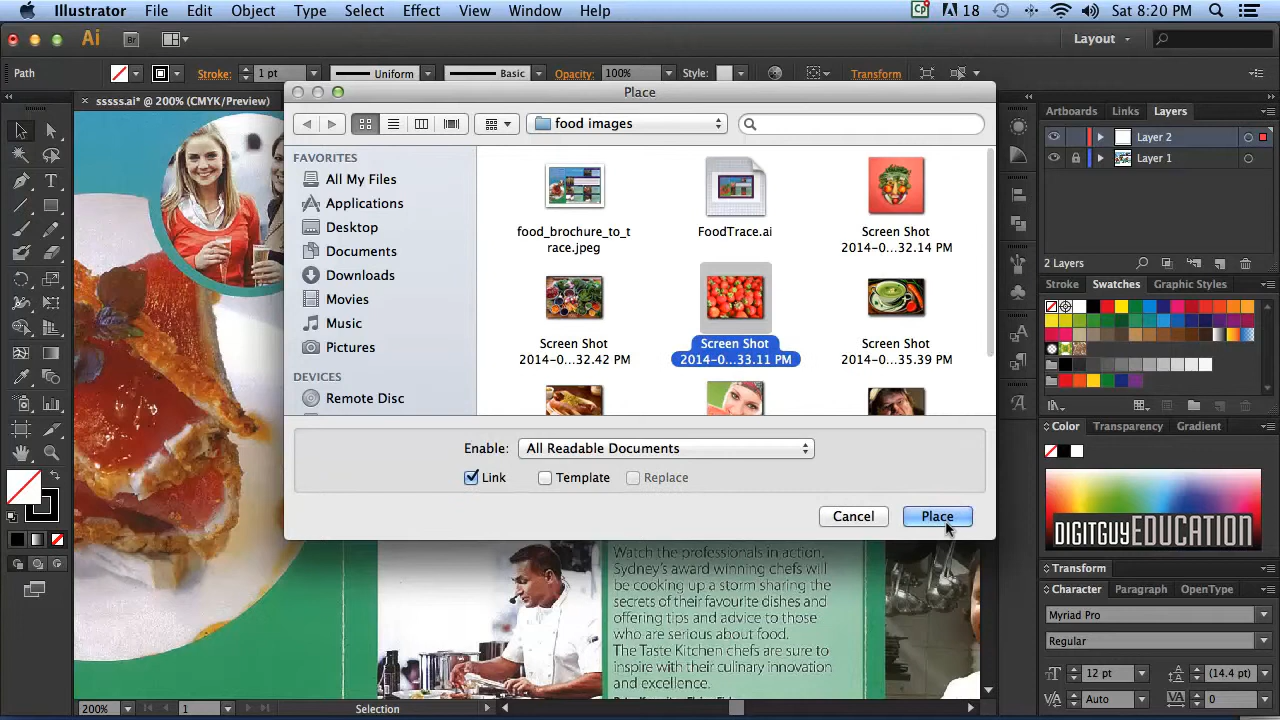 Illustrator File Edit Object Type Select Effect View Window Help 18 Sat 8:20 PM
Ai Br Layout
Path Stroke: 1 pt Uniform Basic Opacity: 100% Style: Transform
sssss.ai* @ 200% (CMYK/Preview)
Place
food images
FAVORITES
All My Files
Applications
Desktop
Documents
Downloads
Movies
Music
Pictures
DEVICES
Remote Disc
food_brochure_to_t
race.jpeg
FoodTrace.ai
Screen Shot
2014-0...32.14 PM
Screen Shot
2014-0...32.42 PM
Screen Shot
2014-0...33.11 PM
Screen Shot
2014-0...35.39 PM
Enable: All Readable Documents
Link Template Replace
Cancel Place
Artboards Links Layers
Layer 2
Layer 1
2 Layers
Stroke Swatches Graphic Styles
Color Transparency Gradient
DIGITGUYEDUCATION
Transform
Character Paragraph OpenType
Myriad Pro
Regular
12 pt (14.4 pt)
Auto 0
Watch the professionals in action.
Sydney's award winning chefs will
be cooking up a storm sharing the
secrets of their favourite dishes and
offering tips and advice to those
who are serious about food.
The Taste Kitchen chefs are sure to
inspire with their culinary innovation
and excellence.
200% 1 Selection